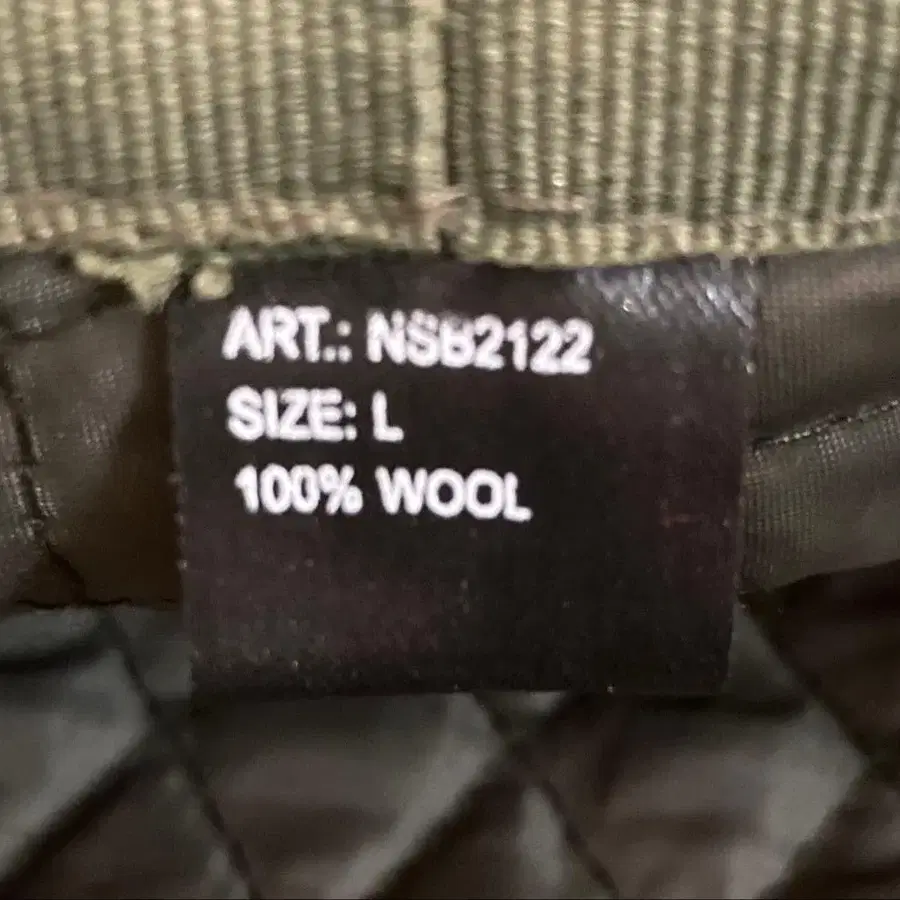 ART.: NSB2122
SIZE: L
100% WOOL